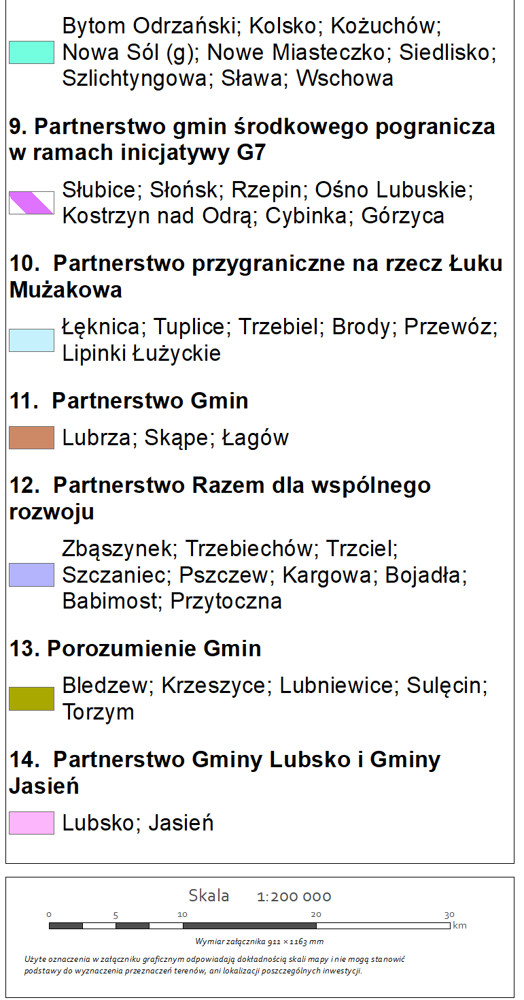 Bytom Odrzański; Kolsko; Kożuchów;
Nowa Sól (g); Nowe Miasteczko; Siedlisko;
Szlichtyngowa; Sława; Wschowa
9. Partnerstwo gmin środkowego pogranicza
w ramach inicjatywy G7
Słubice; Słońsk; Rzepin; Ośno Lubuskie;
Kostrzyn nad Odrą; Cybinka; Górzyca
10. Partnerstwo przygraniczne na rzecz Łuku
Mużakowa
Łęknica; Tuplice; Trzebiel; Brody; Przewóz;
Lipinki Łużyckie
11. Partnerstwo Gmin
Lubrza; Skąpe; Łagów
12. Partnerstwo Razem dla wspólnego
rozwoju
Zbąszynek; Trzebiechów; Trzciel;
Szczaniec; Pszczew; Kargowa; Bojadła;
Babimost; Przytoczna
13. Porozumienie Gmin
Bledzew; Krzeszyce; Lubniewice; Sulęcin;
Torzym
14. Partnerstwo Gminy Lubsko i Gminy
Jasień
Lubsko; Jasień
Skala 1:200 000
0 5 10 20 30
km
Wymiar załącznika 911 × 1163 mm
Użyte oznaczenia w załączniku graficznym odpowiadają dokładnością skali mapy i nie mogą stanowić
podstawy do wyznaczenia przeznaczeń terenów, ani lokalizacji poszczególnych inwestycji.